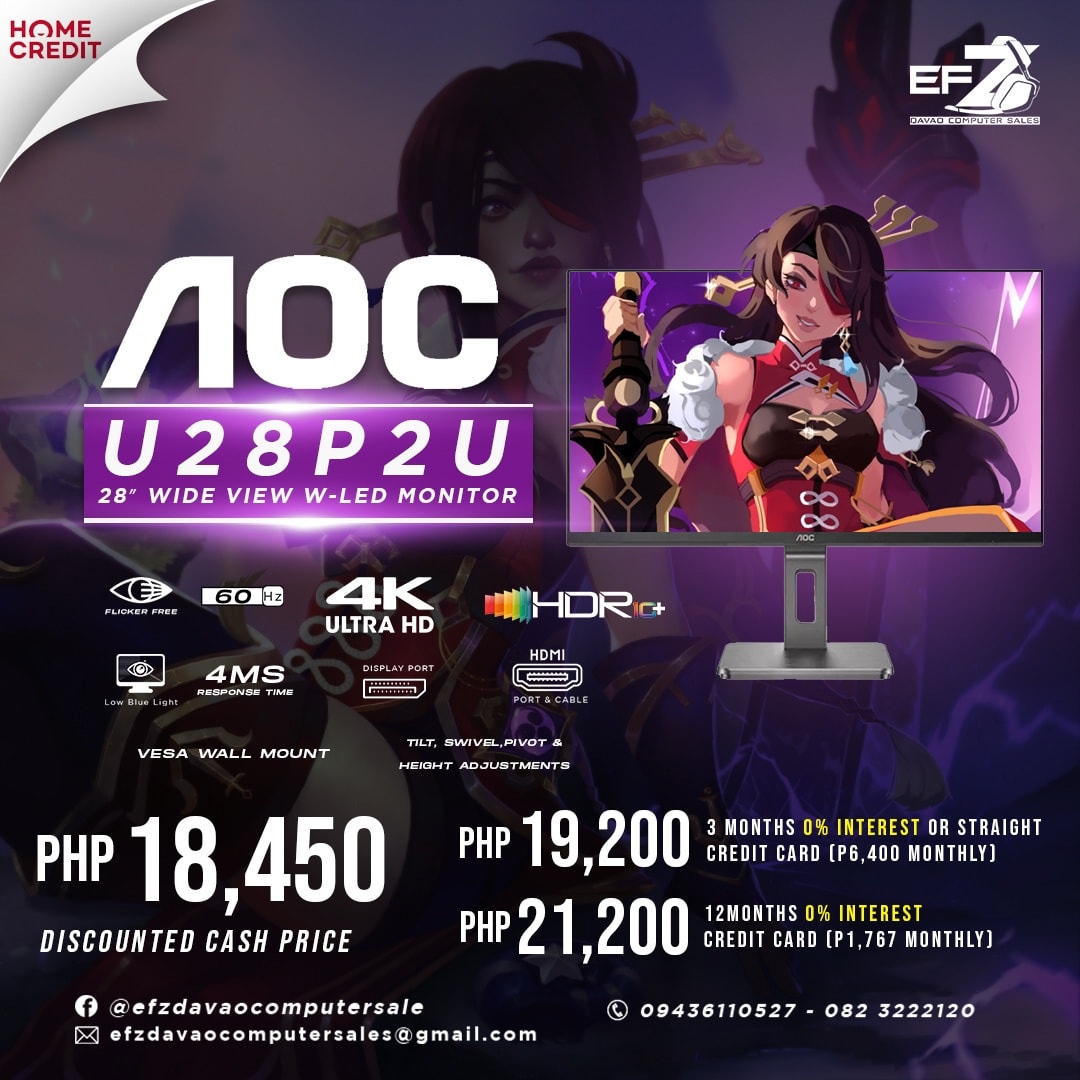 HOME
CREDIT
EFZ
DAVAO COMPUTER SALES
AOC
U28P2U
28" WIDE VIEW W-LED MONITOR
AOC
FLICKER FREE
60 Hz
4K
ULTRA HD
HDR10+
Low Blue Light
4MS
RESPONSE TIME
DISPLAY PORT
HDMI
PORT & CABLE
VESA WALL MOUNT
TILT, SWIVEL,PIVOT &
HEIGHT ADJUSTMENTS
PHP 18,450
DISCOUNTED CASH PRICE
PHP 19,200
3 MONTHS 0% INTEREST OR STRAIGHT
CREDIT CARD (P6,400 MONTHLY)
PHP 21,200
12MONTHS 0% INTEREST
CREDIT CARD (P1,767 MONTHLY)
@efzdavaocomputersale
efzdavaocomputersales@gmail.com
09436110527 - 082 3222120